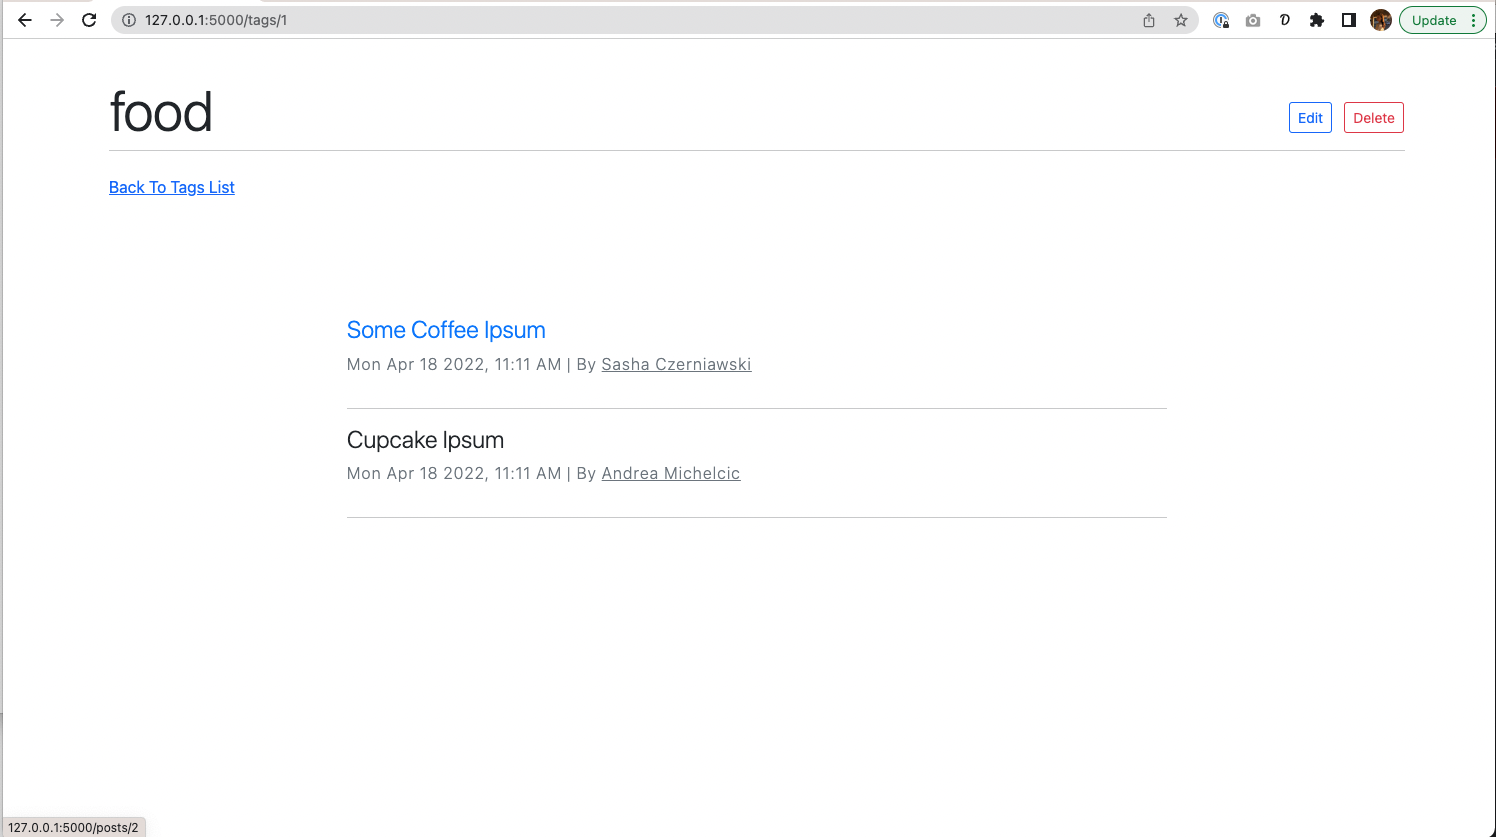 127.0.0.1:5000/tags/1
Update
food
Edit
Delete
Back To Tags List
Some Coffee Ipsum
Mon Apr 18 2022, 11:11 AM | By Sasha Czerniawski
Cupcake Ipsum
Mon Apr 18 2022, 11:11 AM | By Andrea Michelcic
127.0.0.1:5000/posts/2